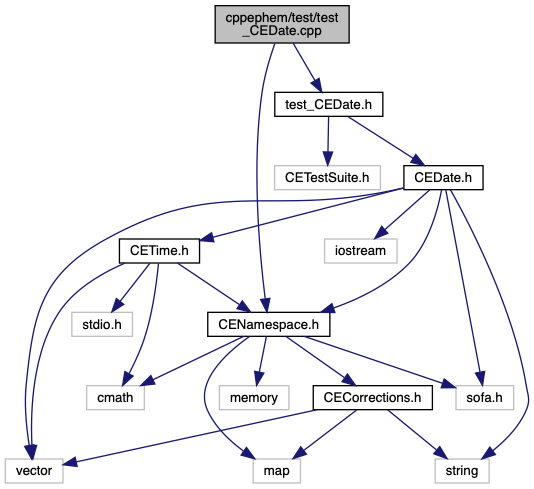 cppephem/test/test
_CEDate.cpp
test_CEDate.h
CETestSuite.h
CEDate.h
CETime.h
iostream
stdio.h
CENamespace.h
cmath
memory
CECorrections.h
sofa.h
vector
map
string